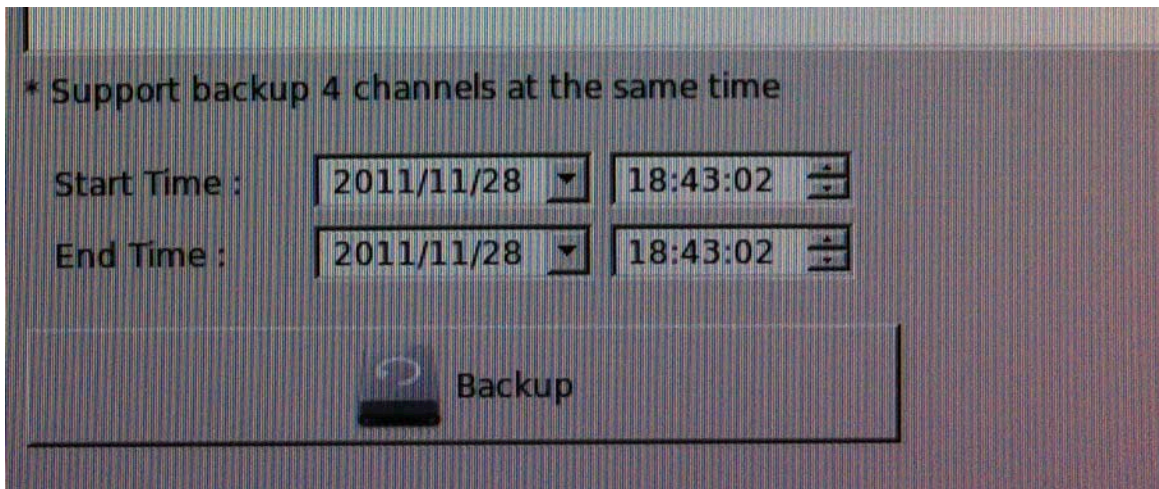 * Support backup 4 channels at the same time
Start Time : 2011/11/28 18:43:02
End Time : 2011/11/28 18:43:02
Backup